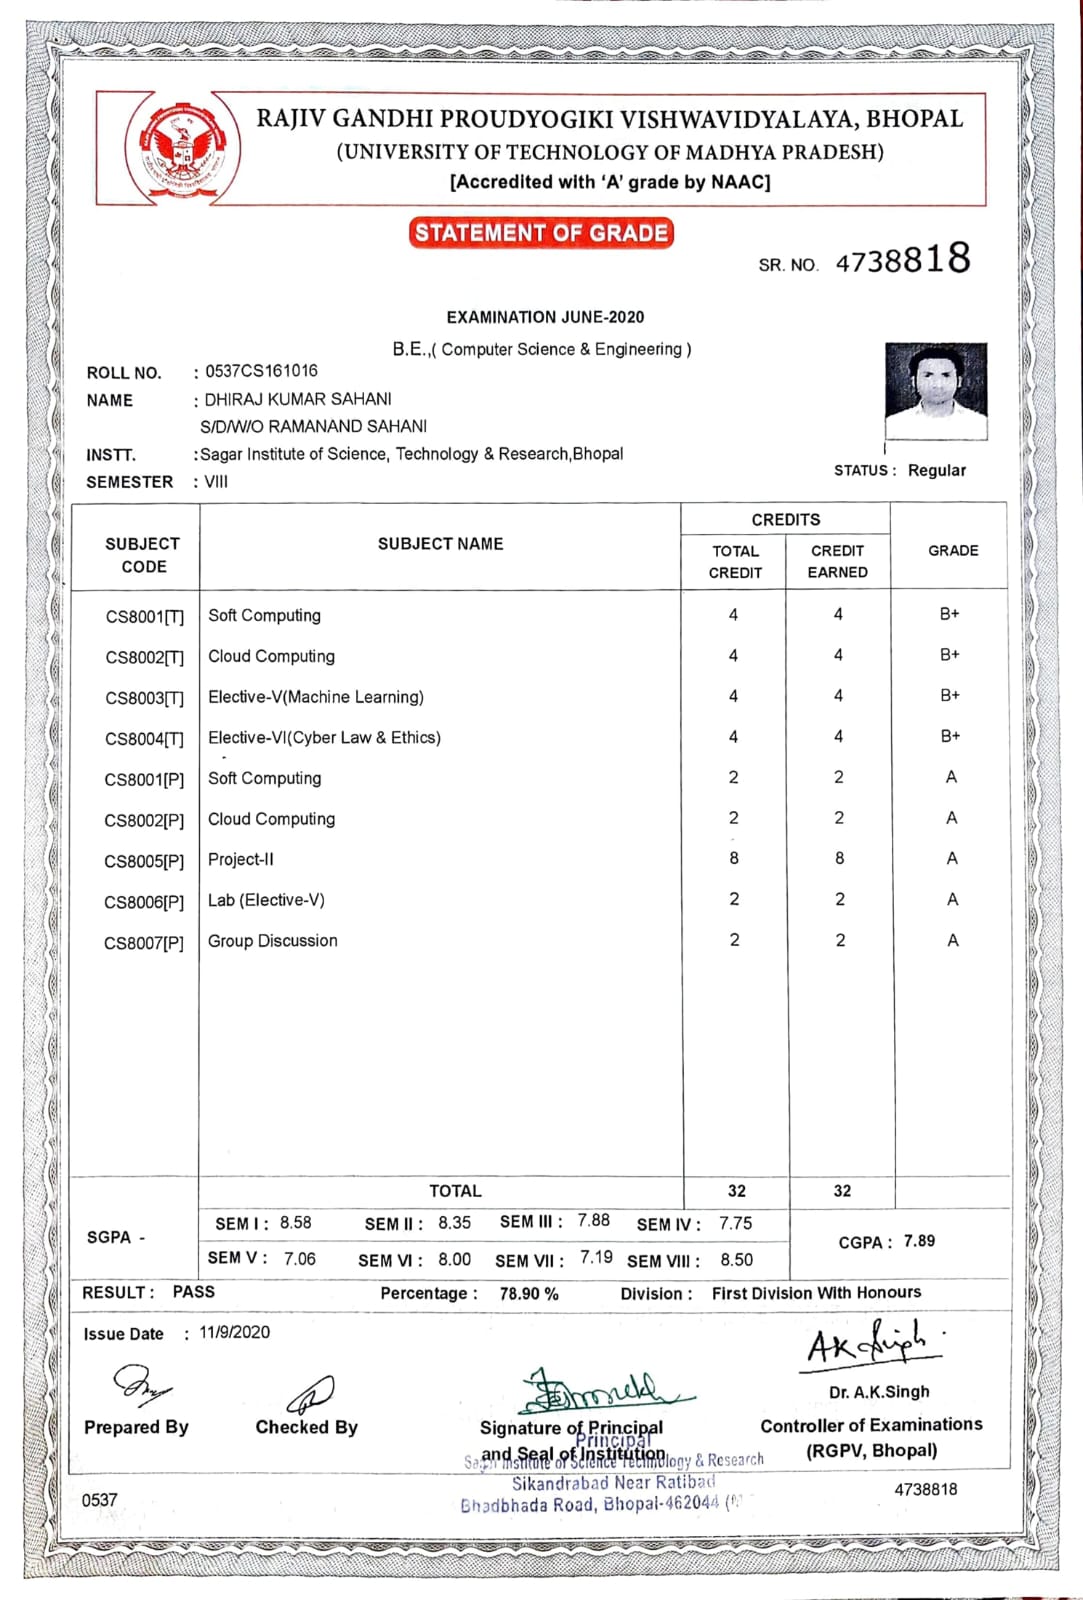 RAJIV GANDHI PROUDYOGIKI VISHWAVIDYALAYA, BHOPAL
(UNIVERSITY OF TECHNOLOGY OF MADHYA PRADESH)
[Accredited with ‘A’ grade by NAAC]
STATEMENT OF GRADE
SR. NO. 4738818
EXAMINATION JUNE-2020
B.E.,( Computer Science & Engineering )
ROLL NO. : 0537CS161016
NAME : DHIRAJ KUMAR SAHANI
S/D/W/O RAMANAND SAHANI
INSTT. :Sagar Institute of Science, Technology & Research,Bhopal
STATUS : Regular
SEMESTER : VIII
SUBJECT CODE SUBJECT NAME CREDITS GRADE
TOTAL CREDIT CREDIT EARNED
CS8001[T] Soft Computing 4 4 B+
CS8002[T] Cloud Computing 4 4 B+
CS8003[T] Elective-V(Machine Learning) 4 4 B+
CS8004[T] Elective-VI(Cyber Law & Ethics) 4 4 B+
CS8001[P] Soft Computing 2 2 A
CS8002[P] Cloud Computing 2 2 A
CS8005[P] Project-II 8 8 A
CS8006[P] Lab (Elective-V) 2 2 A
CS8007[P] Group Discussion 2 2 A
TOTAL 32 32
SGPA -
SEM I : 8.58 SEM II : 8.35 SEM III : 7.88 SEM IV : 7.75
SEM V : 7.06 SEM VI : 8.00 SEM VII : 7.19 SEM VIII : 8.50
CGPA : 7.89
RESULT : PASS Percentage : 78.90 % Division : First Division With Honours
Issue Date : 11/9/2020
AK Singh
Dr. A.K.Singh
Prepared By Checked By Signature of Principal Controller of Examinations
and Seal of Institution (RGPV, Bhopal)
Principal
Sagar Institute of Science Technology & Research
Sikandrabad Near Ratibad
Bhadbhada Road, Bhopal-462044
0537 4738818